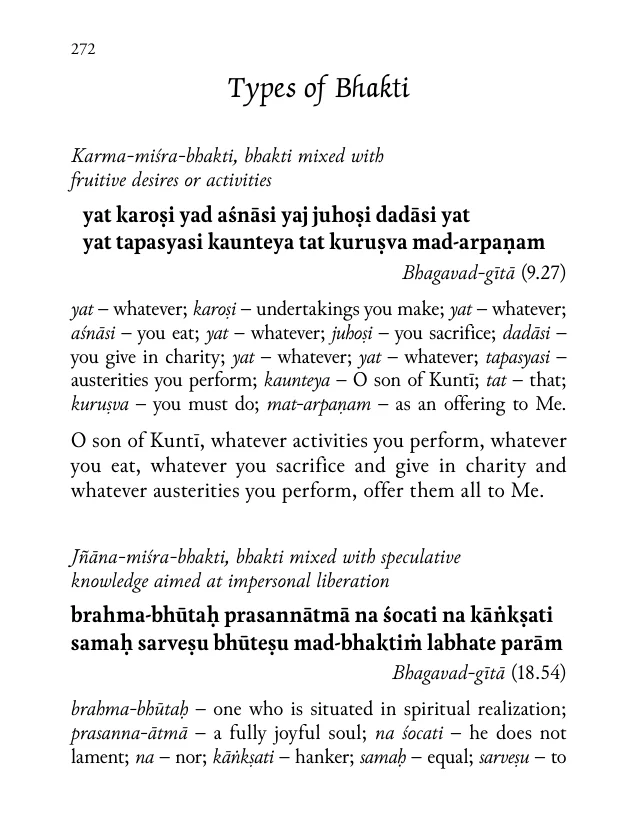 272
Types of Bhakti
Karma-miśra-bhakti, bhakti mixed with
fruitive desires or activities
yat karoṣi yad aśnāsi yaj juhoṣi dadāsi yat
yat tapasyasi kaunteya tat kuruṣva mad-arpaṇam
Bhagavad-gītā (9.27)
yat – whatever; karoṣi – undertakings you make; yat – whatever;
aśnāsi – you eat; yat – whatever; juhoṣi – you sacrifice; dadāsi –
you give in charity; yat – whatever; yat – whatever; tapasyasi –
austerities you perform; kaunteya – O son of Kuntī; tat – that;
kuruṣva – you must do; mat-arpaṇam – as an offering to Me.
O son of Kuntī, whatever activities you perform, whatever
you eat, whatever you sacrifice and give in charity and
whatever austerities you perform, offer them all to Me.
Jñāna-miśra-bhakti, bhakti mixed with speculative
knowledge aimed at impersonal liberation
brahma-bhūtaḥ prasannātmā na śocati na kāṅkṣati
samaḥ sarveṣu bhūteṣu mad-bhaktiṁ labhate parām
Bhagavad-gītā (18.54)
brahma-bhūtaḥ – one who is situated in spiritual realization;
prasanna-ātmā – a fully joyful soul; na śocati – he does not
lament; na – nor; kāṅkṣati – hanker; samaḥ – equal; sarveṣu – to